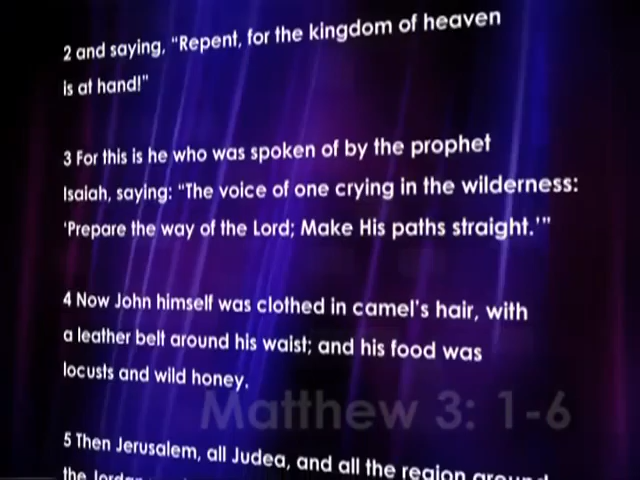 2 and saying, "Repent, for the kingdom of heaven
is at hand!"
3 For this is he who was spoken of by the prophet
Isaiah, saying: "The voice of one crying in the wilderness:
'Prepare the way of the Lord; Make His paths straight.'"
4 Now John himself was clothed in camel's hair, with
a leather belt around his waist; and his food was
locusts and wild honey.
Matthew 3: 1-6
5 Then Jerusalem, all Judea, and all the region around
the